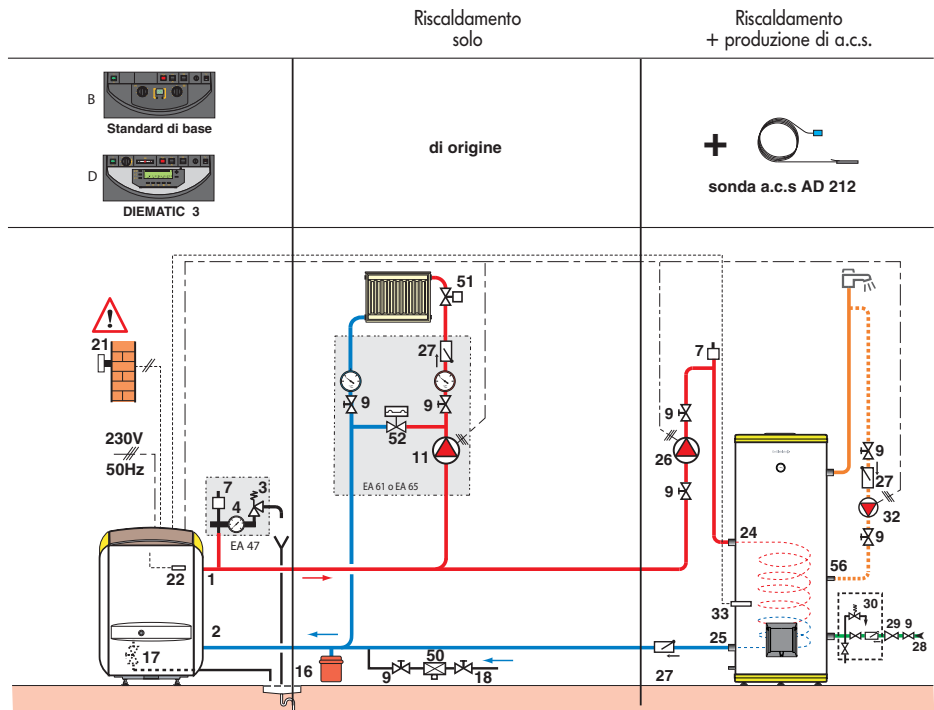 Riscaldamento
solo
Riscaldamento
+ produzione di a.c.s.
B
Standard di base
D
DIEMATIC 3
di origine
+
sonda a.c.s AD 212
21
230V
50Hz
7
3
4
EA 47
22
1
2
17
51
27
9
9
52
11
EA 61 o EA 65
7
9
26
9
24
33
25
27
9
27
32
9
56
30
29
9
28
16
9
50
18